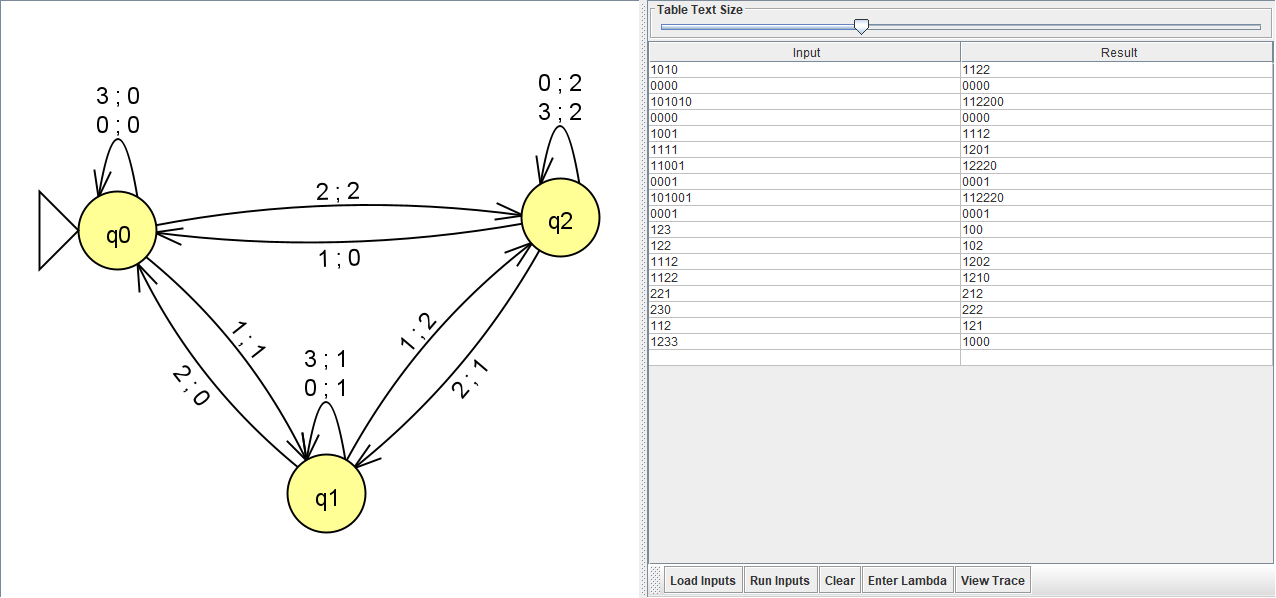 3 ; 0
0 ; 0
0 ; 2
3 ; 2
2 ; 2
q0
q2
1 ; 0
1 ; 1
1 ; 2
2 ; 0
3 ; 1
0 ; 1
2 ; 1
q1
Table Text Size
Input Result
1010 1122
0000 0000
101010 112200
0000 0000
1001 1112
1111 1201
11001 12220
0001 0001
101001 112220
0001 0001
123 100
122 102
1112 1202
1122 1210
221 212
230 222
112 121
1233 1000
Load Inputs Run Inputs Clear Enter Lambda View Trace